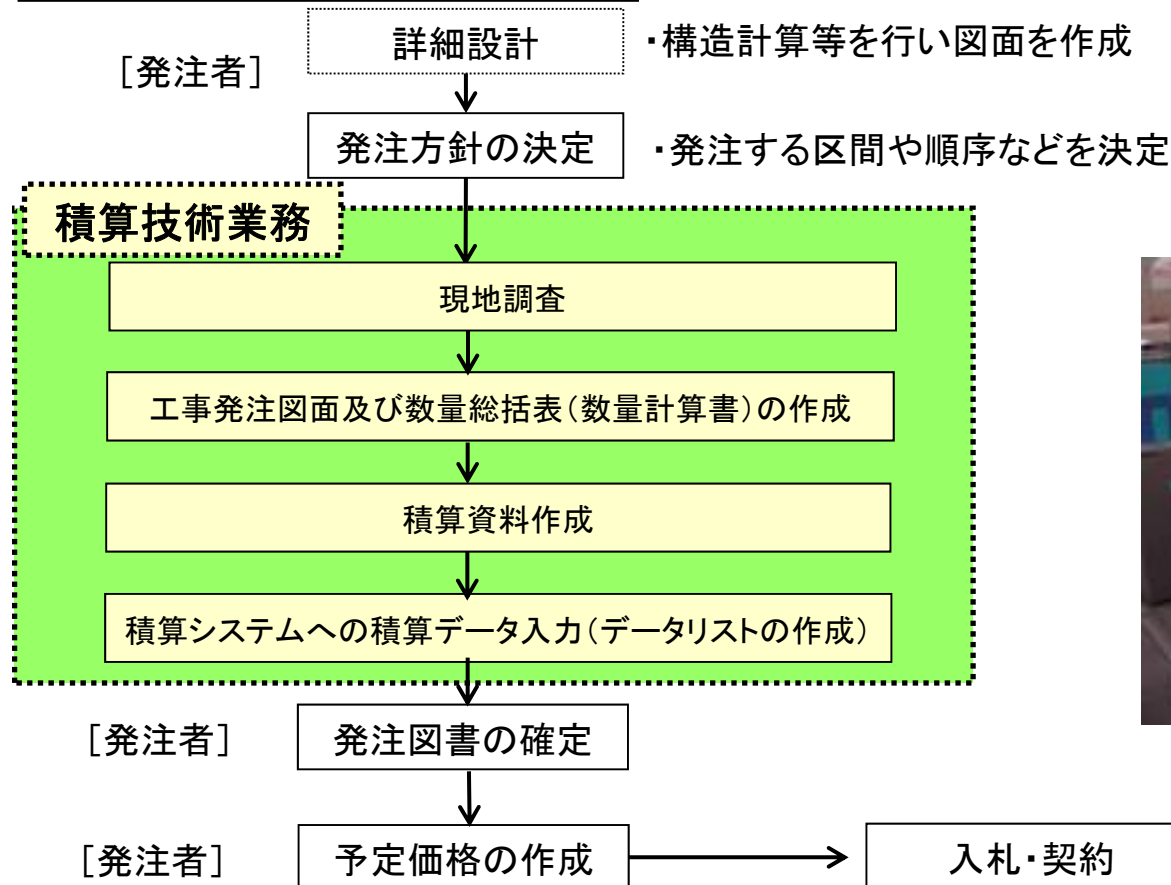 詳細設計
・構造計算等を行い図面を作成
[発注者]
発注方針の決定
・発注する区間や順序などを決定
積算技術業務
現地調査
工事発注図面及び数量総括表(数量計算書)の作成
積算資料作成
積算システムへの積算データ入力(データリストの作成)
[発注者]
発注図書の確定
[発注者]
予定価格の作成
入札・契約